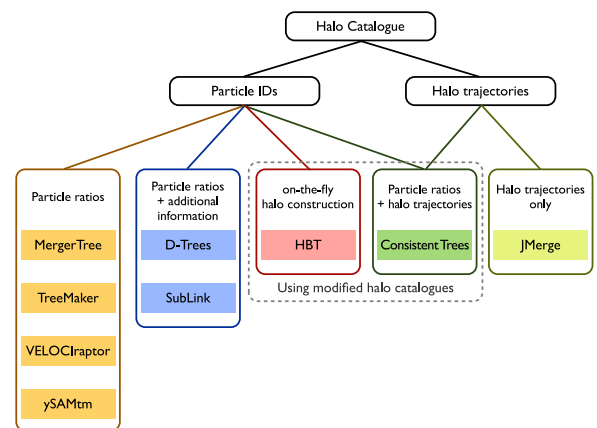 Halo Catalogue
Particle IDs
Halo trajectories
Particle ratios
MergerTree
TreeMaker
VELOCIraptor
ySAMtm
Particle ratios
+ additional
information
D-Trees
SubLink
on-the-fly
halo construction
HBT
Particle ratios
+ halo trajectories
ConsistentTrees
Halo trajectories
only
JMerge
Using modified halo catalogues